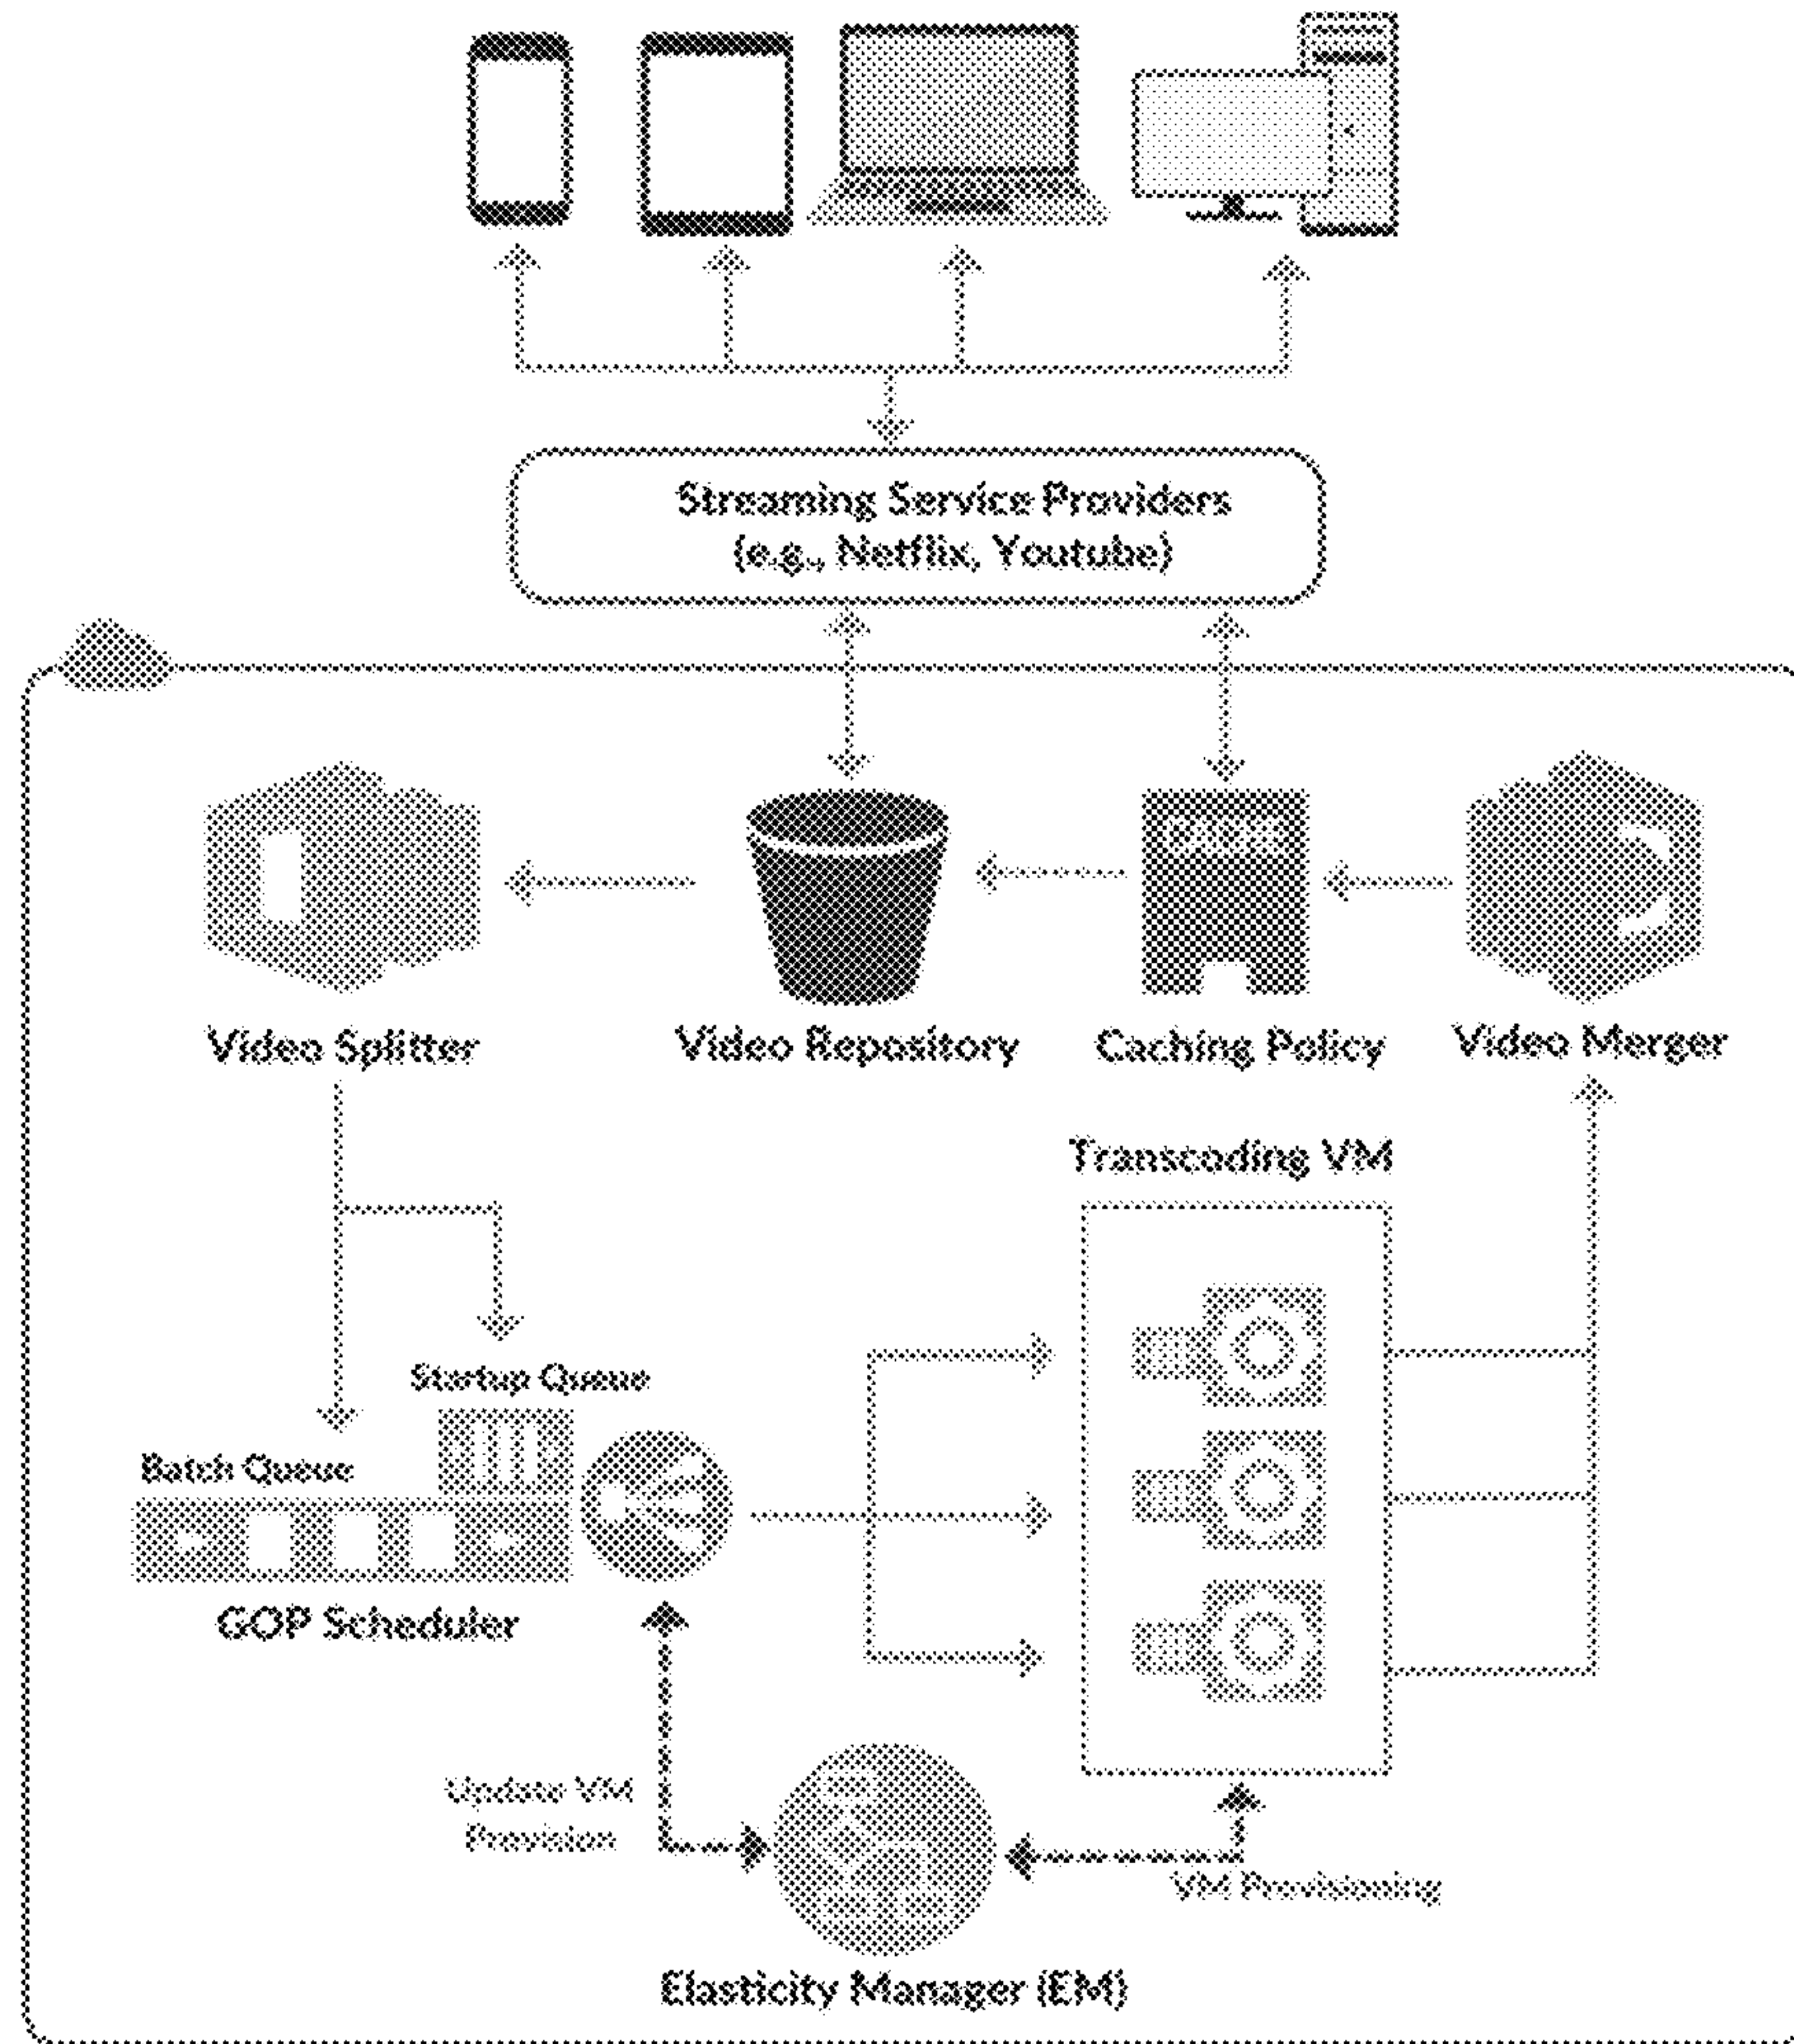 Streaming Service Providers
(e.g., Netflix, Youtube)
Video Splitter
Video Repository
Caching Policy
Video Merger
Transcoding VM
Startup Queue
Batch Queue
GOP Scheduler
Update VM
Provision
VM Provisioning
Elasticity Manager (EM)